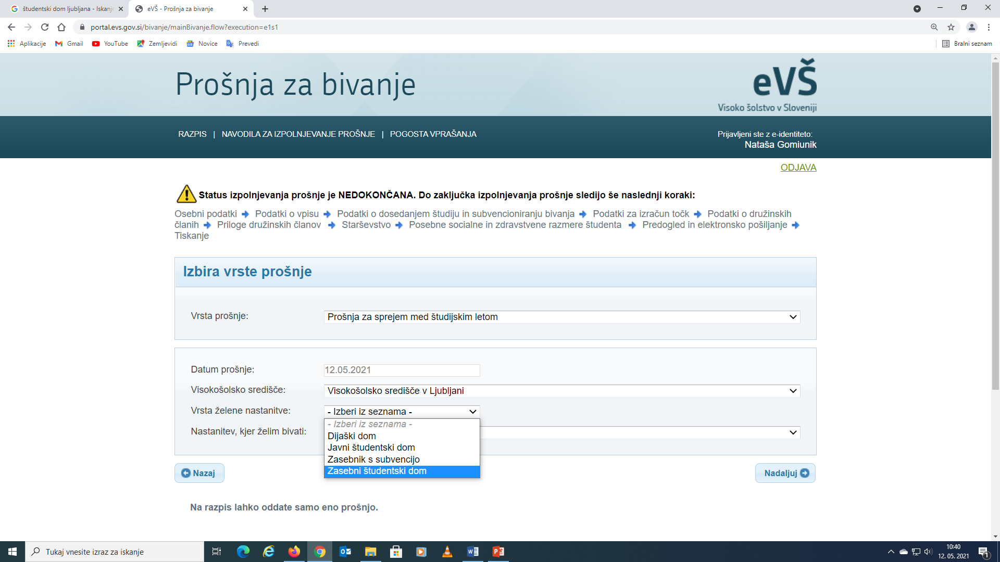 študentski dom ljubljana - Iskanje
eVŠ - Prošnja za bivanje
portal.evs.gov.si/bivanje/mainBivanje.flow?execution=e1s1
Aplikacije Gmail YouTube Zemljevidi Novice Prevedi Bralni seznam
Prošnja za bivanje
eVŠ
Visoko šolstvo v Sloveniji
RAZPIS | NAVODILA ZA IZPOLNJEVANJE PROŠNJE | POGOSTA VPRAŠANJA
Prijavljeni ste z e-identiteto:
Nataša Gomiunik
ODJAVA
Status izpolnjevanja prošnje je NEDOKONČANA. Do zaključka izpolnjevanja prošnje sledijo še naslednji koraki:
Osebni podatki Podatki o vpisu Podatki o dosedanjem študiju in subvencioniranju bivanja Podatki za izračun točk Podatki o družinskih
članih Priloge družinskih članov Starševstvo Posebne socialne in zdravstvene razmere študenta Predogled in elektronsko pošiljanje
Tiskanje
Izbira vrste prošnje
Vrsta prošnje: Prošnja za sprejem med študijskim letom
Datum prošnje: 12.05.2021
Visokošolsko središče: Visokošolsko središče v Ljubljani
Vrsta želene nastanitve: - Izberi iz seznama -
- Izberi iz seznama -
Nastanitev, kjer želim bivati:
Dijaški dom
Javni študentski dom
Zasebnik s subvencijo
Zasebni študentski dom
Nazaj
Nadaljuj
Na razpis lahko oddate samo eno prošnjo.
Tukaj vnesite izraz za iskanje
10:40
12. 05. 2021
1